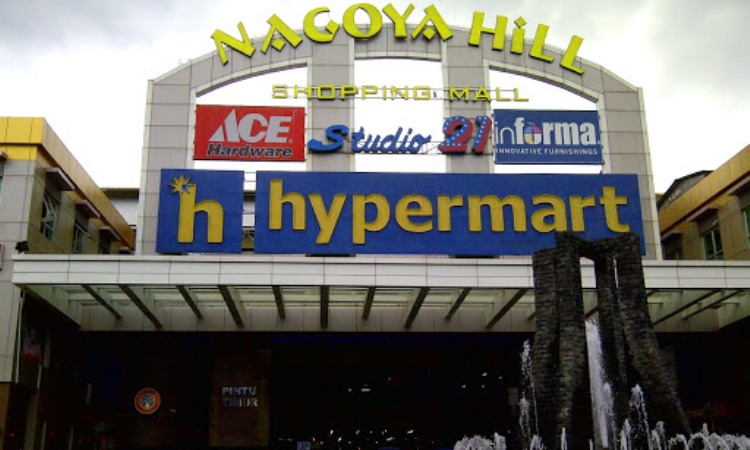 NAGOYA HiLL
SHOPPING MALL
ACE
Hardware
Studio 21
informa
INNOVATIVE FURNISHINGS
h
hypermart
PINTU
TIMUR